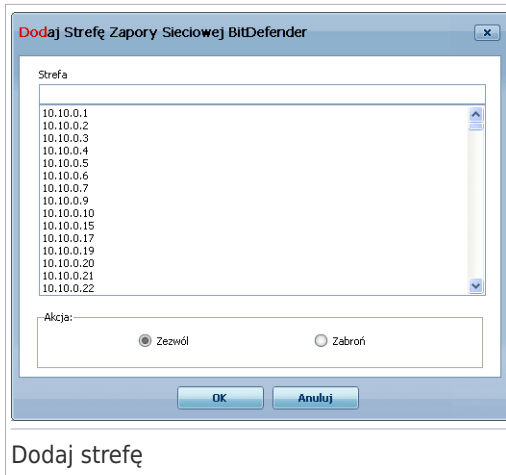 Dodaj Strefę Zapory Sieciowej BitDefender
Strefa
10.10.0.1
10.10.0.2
10.10.0.3
10.10.0.4
10.10.0.5
10.10.0.6
10.10.0.7
10.10.0.9
10.10.0.10
10.10.0.15
10.10.0.17
10.10.0.19
10.10.0.20
10.10.0.21
10.10.0.22
Akcja:
Zezwól
Zabroń
OK
Anuluj
Dodaj strefę